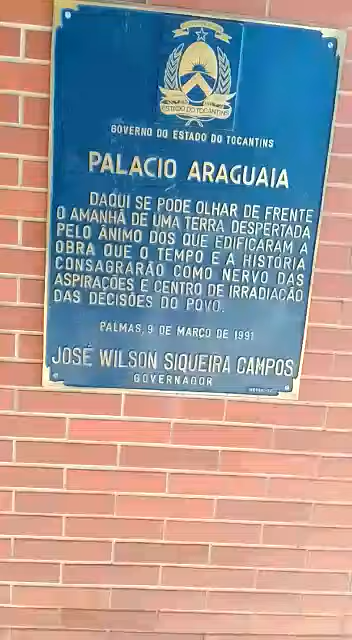 ESTADO DO TOCANTINS
GOVERNO DO ESTADO DO TOCANTINS
PALACIO ARAGUAIA
DAQUI SE PODE OLHAR DE FRENTE
O AMANHÃ DE UMA TERRA DESPERTADA
PELO ÂNIMO DOS QUE EDIFICARAM A
OBRA QUE O TEMPO E A HISTÓRIA
CONSAGRARÃO COMO NERVO DAS
ASPIRAÇÕES E CENTRO DE IRRADIAÇÃO
DAS DECISÕES DO POVO.
PALMAS, 9 DE MARÇO DE 1991
JOSÉ WILSON SIQUEIRA CAMPOS
GOVERNADOR